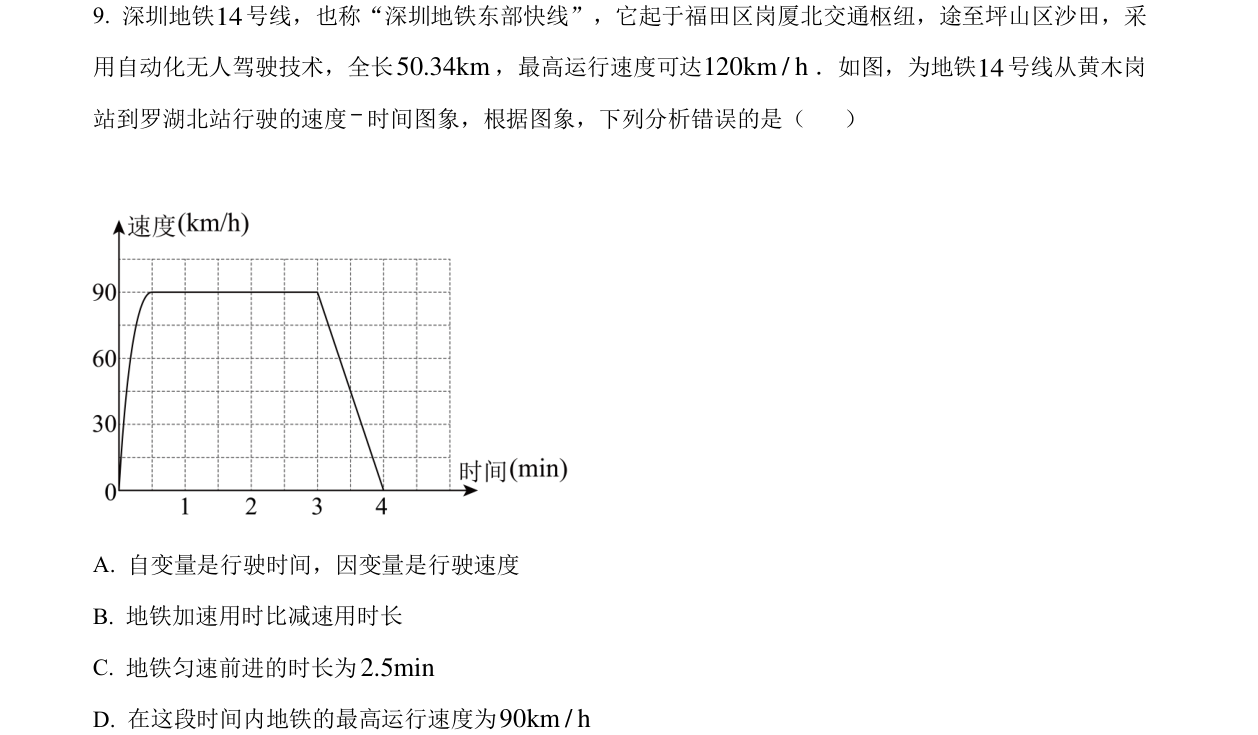 9. 深圳地铁14号线，也称“深圳地铁东部快线”，它起于福田区岗厦北交通枢纽，途至坪山区沙田，采
用自动化无人驾驶技术，全长50.34km，最高运行速度可达120km/h．如图，为地铁14号线从黄木岗
站到罗湖北站行驶的速度-时间图象，根据图象，下列分析错误的是（　　）
速度(km/h)
90
60
30
0
1 2 3 4
时间(min)
A. 自变量是行驶时间，因变量是行驶速度
B. 地铁加速用时比减速用时长
C. 地铁匀速前进的时长为2.5min
D. 在这段时间内地铁的最高运行速度为90km/h